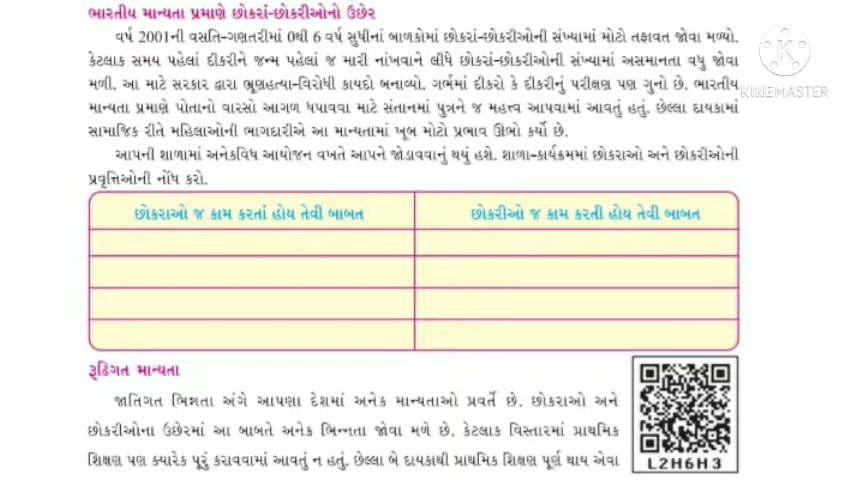 ભારતીય માન્યતા પ્રમાણે છોકરાં-છોકરીઓનો ઉછેર
વર્ષ 2001ની વસતિ-ગણતરીમાં 0થી 6 વર્ષ સુધીનાં બાળકોમાં છોકરાં-છોકરીઓની સંખ્યામાં મોટો તફાવત જોવા મળ્યો.
કેટલાક સમય પહેલાં દીકરીને જન્મ પહેલાં જ મારી નાંખવાને લીધે છોકરાં-છોકરીઓની સંખ્યામાં અસમાનતા વધુ જોવા
મળી. આ માટે સરકાર દ્વારા ભ્રૂણહત્યા-વિરોધી કાયદો બનાવ્યો. ગર્ભમાં દીકરો કે દીકરીનું પરીક્ષણ પણ ગુનો છે. ભારતીય
માન્યતા પ્રમાણે પોતાનો વારસો આગળ ધપાવવા માટે સંતાનમાં પુત્રને જ મહત્ત્વ આપવામાં આવતું હતું. છેલ્લા દાયકામાં
સામાજિક રીતે મહિલાઓની ભાગદારીએ આ માન્યતામાં ખૂબ મોટો પ્રભાવ ઊભો કર્યો છે.
આપની શાળામાં અનેકવિધ આયોજન વખતે આપને જોડાવવાનું થયું હશે. શાળા-કાર્યક્રમમાં છોકરાઓ અને છોકરીઓની
પ્રવૃત્તિઓની નોંધ કરો.
છોકરાઓ જ કામ કરતાં હોય તેવી બાબત
છોકરીઓ જ કામ કરતી હોય તેવી બાબત
રૂઢિગત માન્યતા
જાતિગત ભિન્નતા અંગે આપણા દેશમાં અનેક માન્યતાઓ પ્રવર્તે છે. છોકરાઓ અને
છોકરીઓના ઉછેરમાં આ બાબતે અનેક ભિન્નતા જોવા મળે છે. કેટલાક વિસ્તારમાં પ્રાથમિક
શિક્ષણ પણ ક્યારેક પૂરું કરાવવામાં આવતું ન હતું. છેલ્લા બે દાયકાથી પ્રાથમિક શિક્ષણ પૂર્ણ થાય એવા
L2H6H3
KINEMASTER